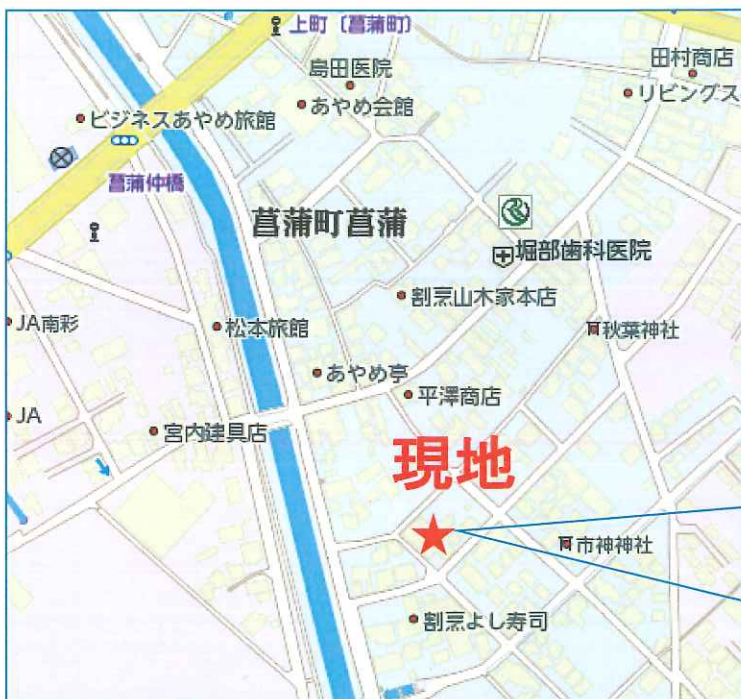 上町〔菖蒲町〕
島田医院
田村商店
あやめ会館
リビングス
ビジネスあやめ旅館
菖蒲仲橋
菖蒲町菖蒲
堀部歯科医院
割烹山木家本店
JA南彩
松本旅館
秋葉神社
あやめ亭
平澤商店
JA
宮内建具店
現地
市神神社
割烹よし寿司